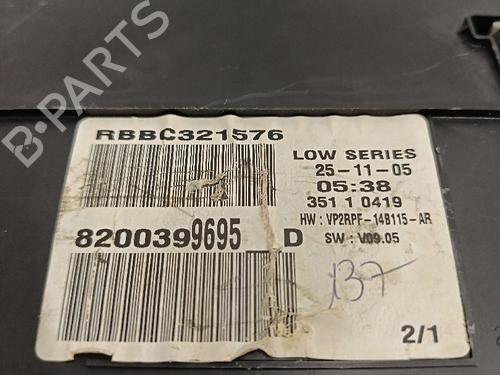 B-PARTS
RBBC321576
LOW SERIES
25-11-05
05:38
351 1 0419
HW : VP2RPF-14B115-AR
SW : V09.05
8200399695 D
137
2/1